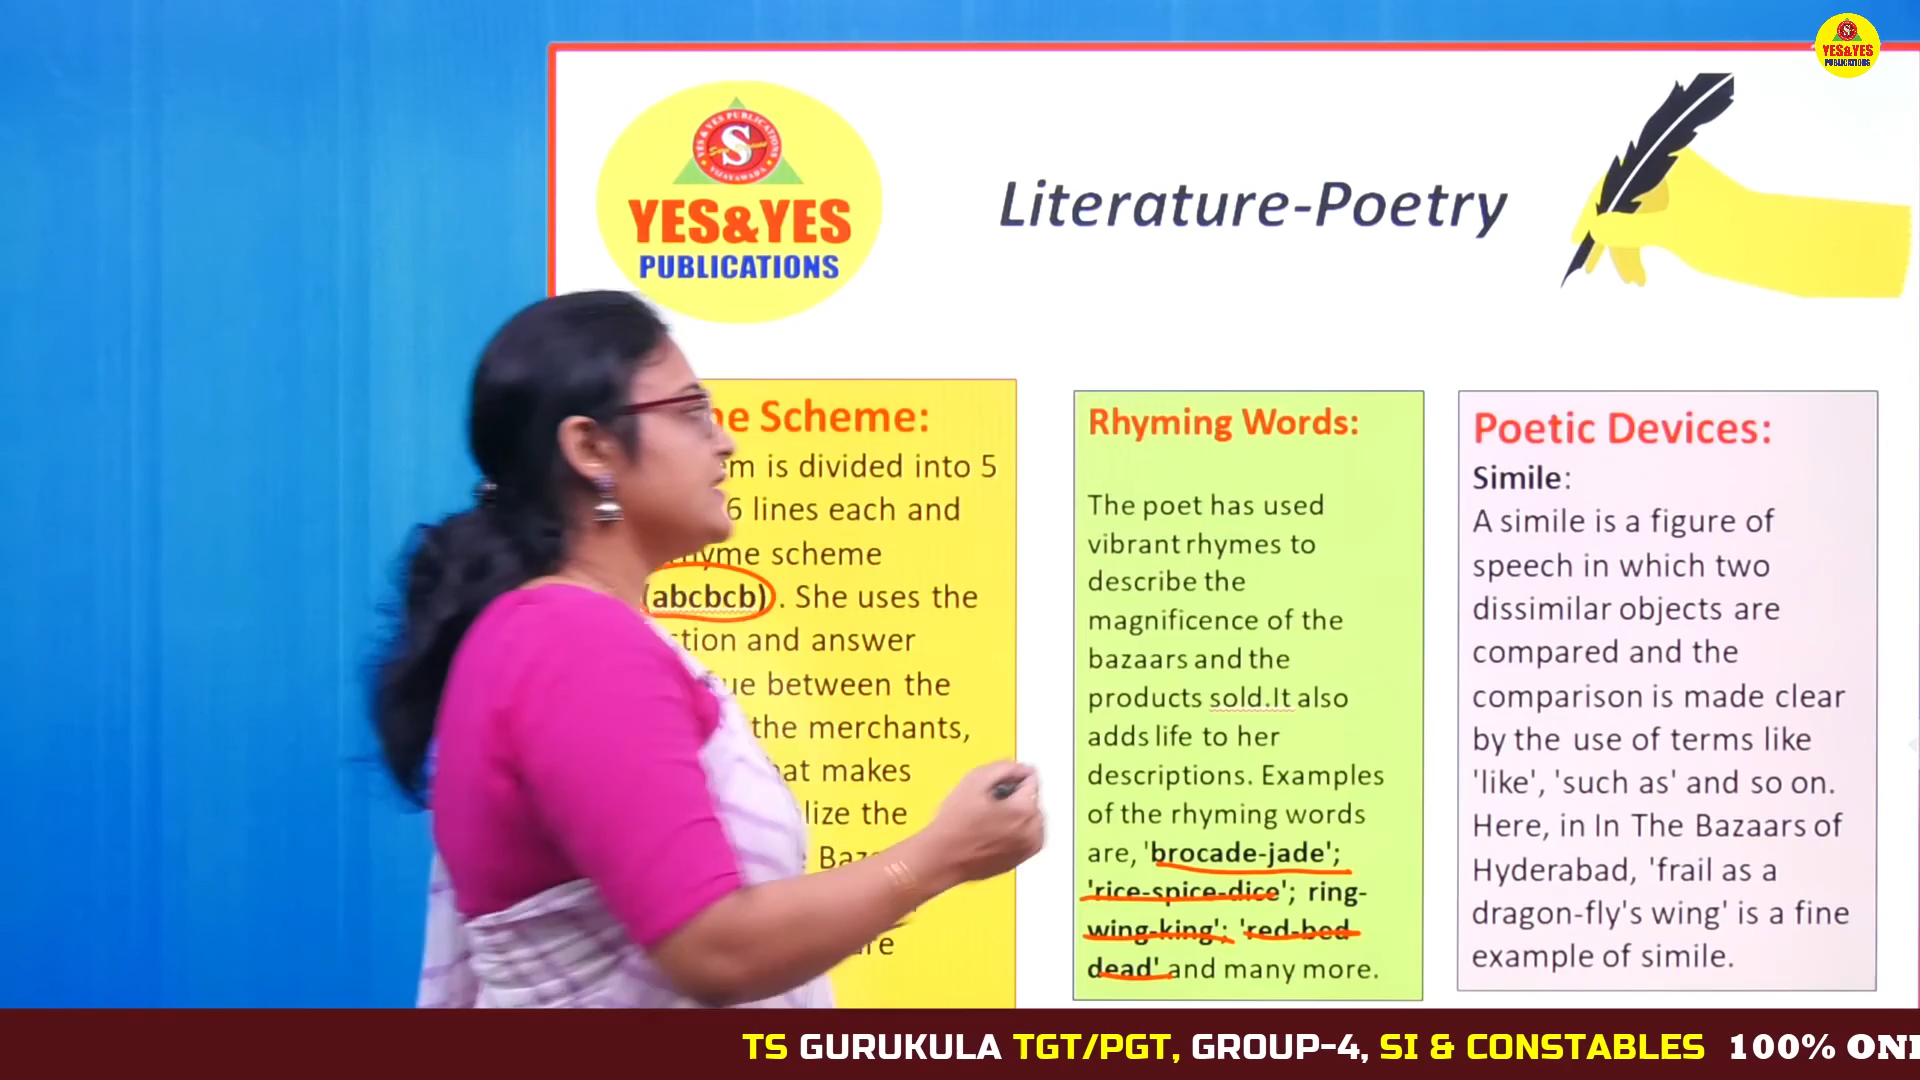 YES&YES
PUBLICATIONS
YES & YES PUBLICATIONS
S
VIJAYAWADA
YES&YES
PUBLICATIONS
Literature-Poetry
Scheme:
is divided into 5
6 lines each and
scheme
(abcbcb) . She uses the
and answer
between the
the merchants,
makes
the
Rhyming Words:
The poet has used
vibrant rhymes to
describe the
magnificence of the
bazaars and the
products sold.It also
adds life to her
descriptions. Examples
of the rhyming words
are, 'brocade-jade';
'rice-spice-dice'; ring-
wing-king'; 'red-bed-
dead' and many more.
Poetic Devices:
Simile:
A simile is a figure of
speech in which two
dissimilar objects are
compared and the
comparison is made clear
by the use of terms like
'like', 'such as' and so on.
Here, in In The Bazaars of
Hyderabad, 'frail as a
dragon-fly's wing' is a fine
example of simile.
TS GURUKULA TGT/PGT, GROUP-4, SI & CONSTABLES 100%